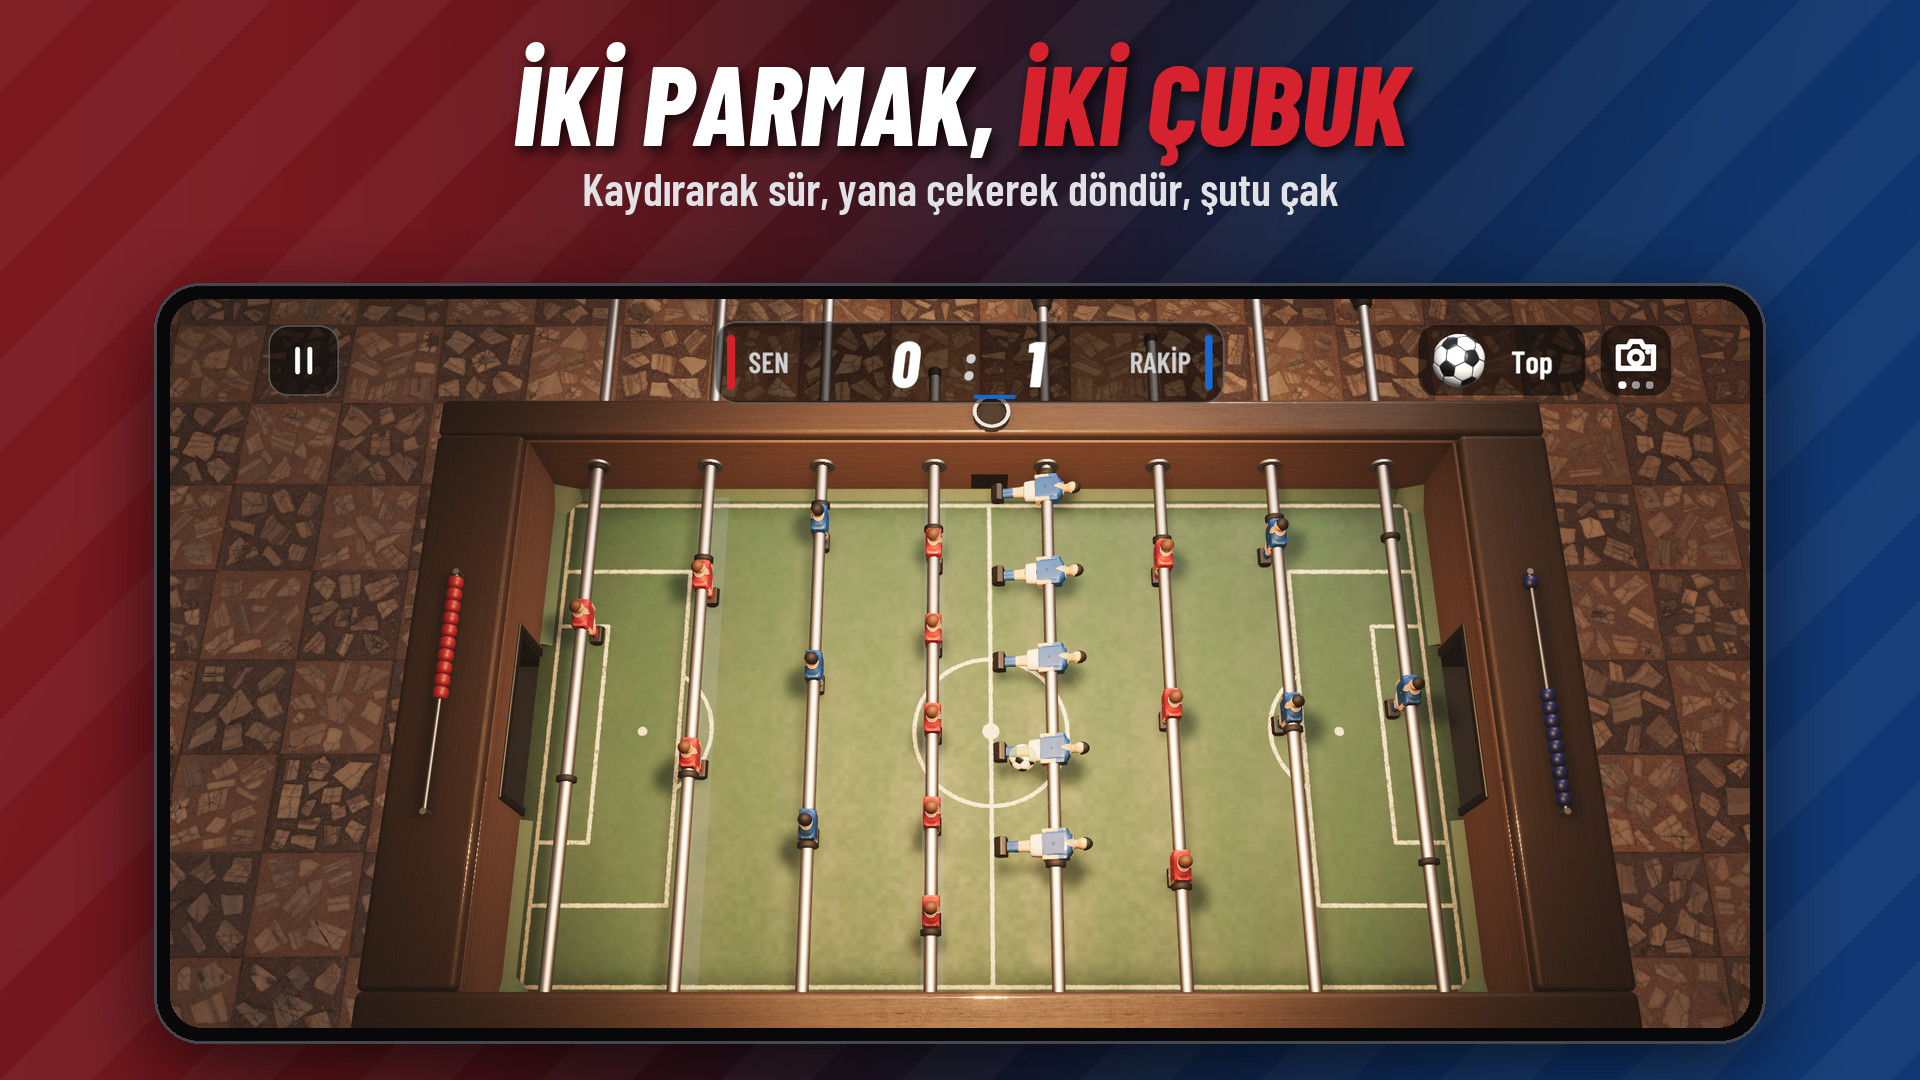 İKİ PARMAK, İKİ ÇUBUK
Kaydırarak sür, yana çekerek döndür, şutu çak
SEN 0 : 1 RAKİP
Top